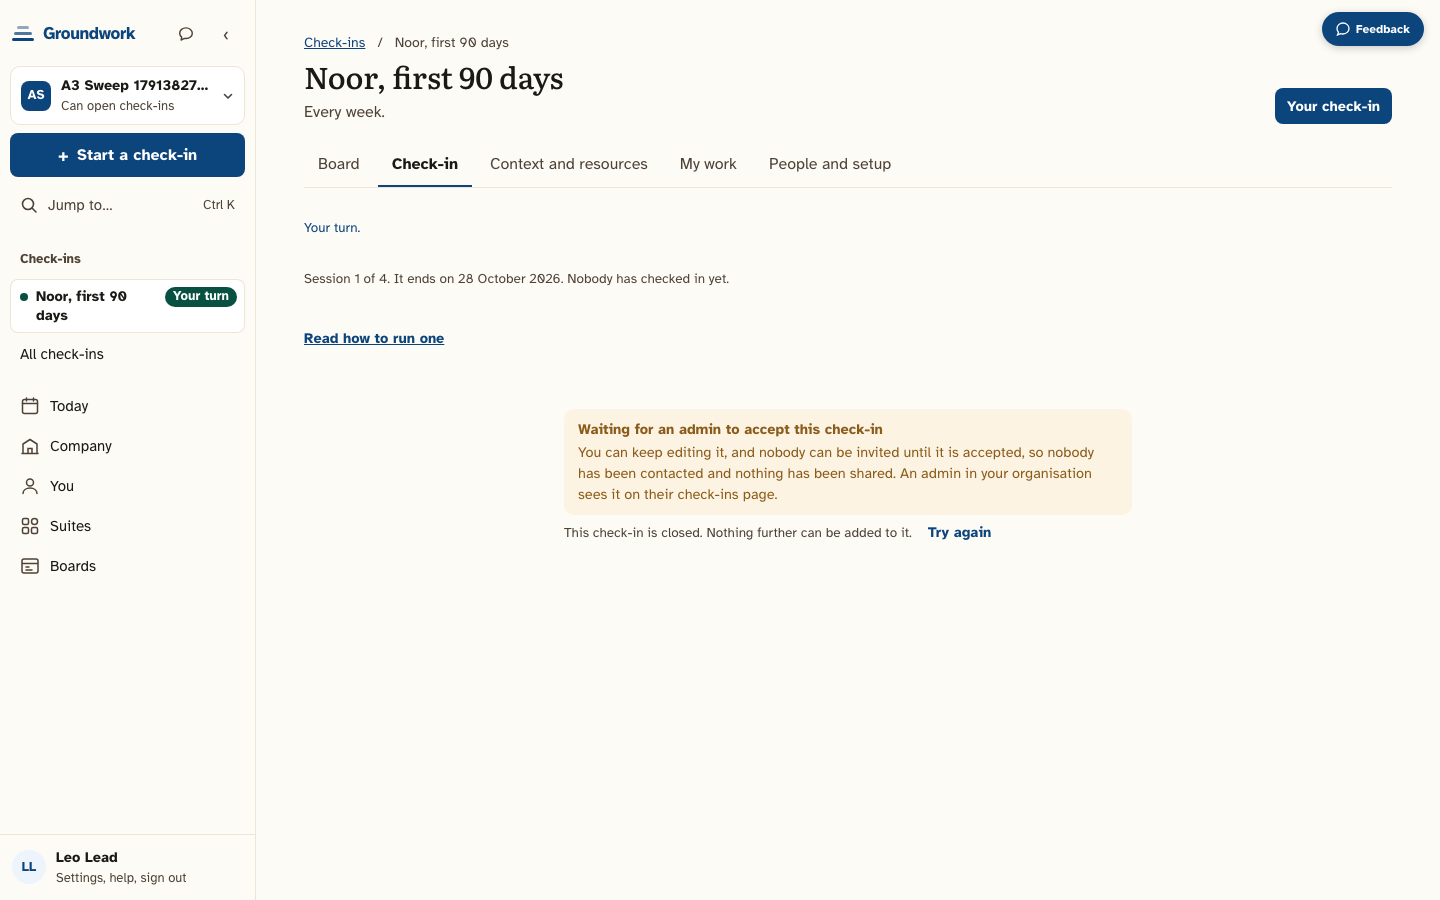 Groundwork
AS
A3 Sweep 17913827...
Can open check-ins
+ Start a check-in
Jump to...
Ctrl K
Check-ins
Noor, first 90 days
Your turn
All check-ins
Today
Company
You
Suites
Boards
LL
Leo Lead
Settings, help, sign out
Check-ins / Noor, first 90 days
Feedback
Noor, first 90 days
Every week.
Your check-in
Board
Check-in
Context and resources
My work
People and setup
Your turn.
Session 1 of 4. It ends on 28 October 2026. Nobody has checked in yet.
Read how to run one
Waiting for an admin to accept this check-in
You can keep editing it, and nobody can be invited until it is accepted, so nobody
has been contacted and nothing has been shared. An admin in your organisation
sees it on their check-ins page.
This check-in is closed. Nothing further can be added to it.
Try again